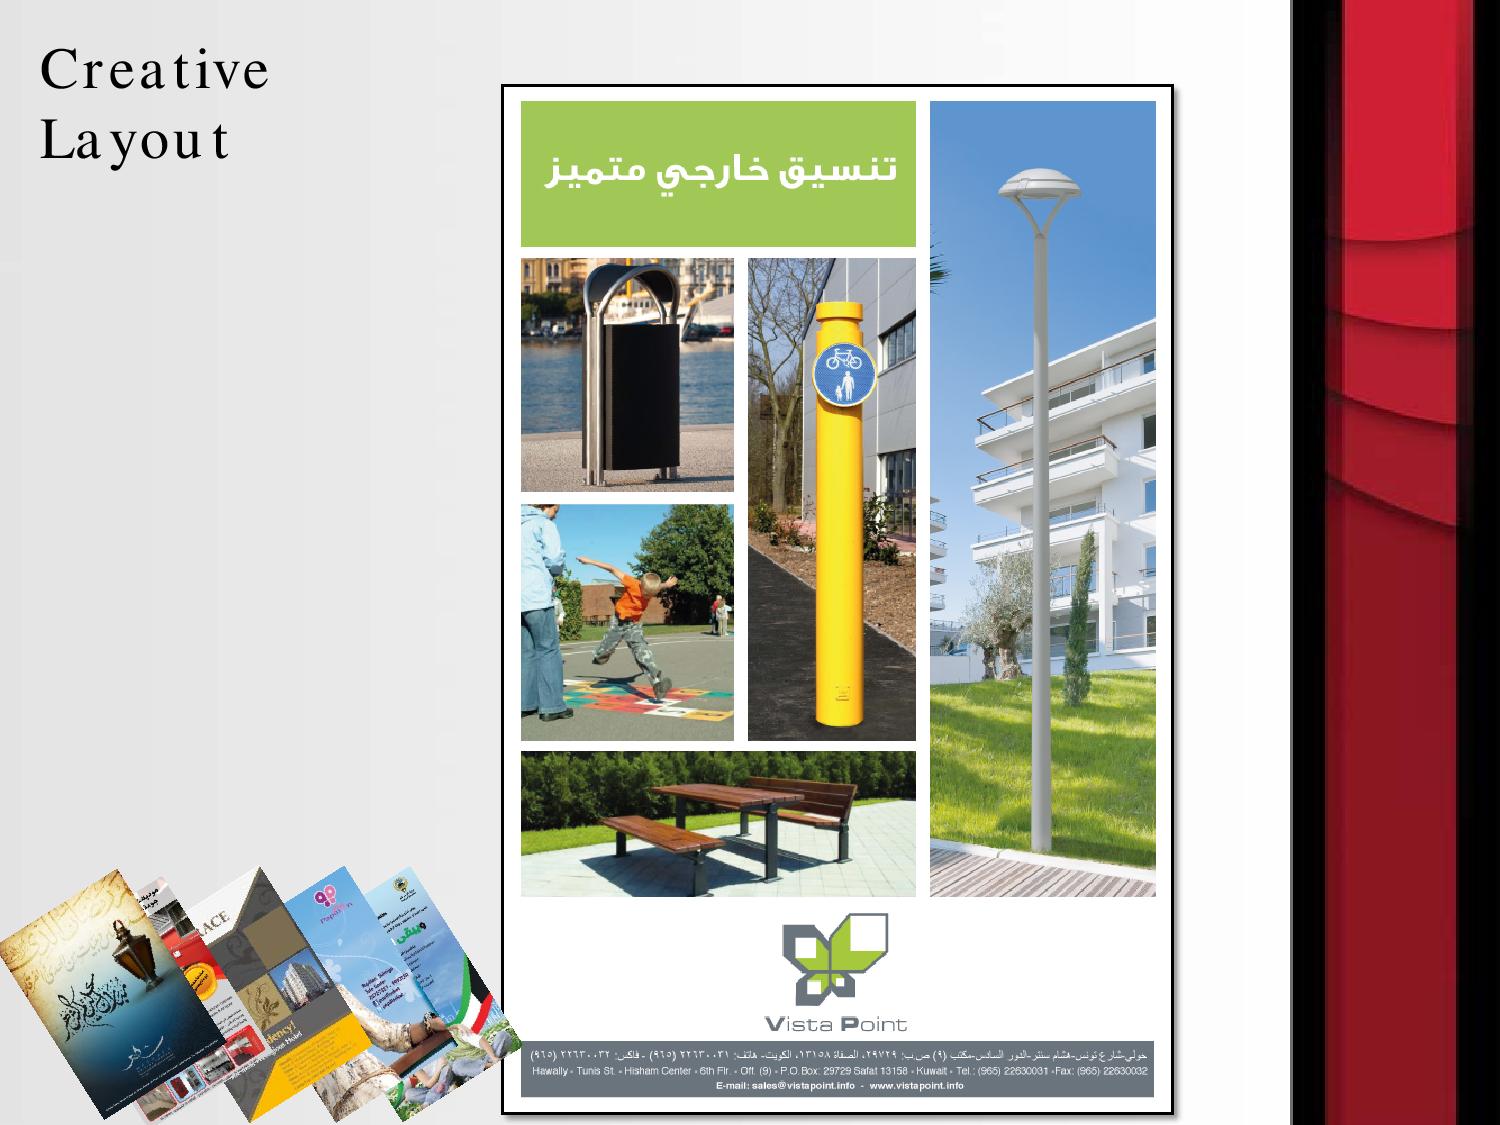 Creative
Layout
تنسيق خارجي متميز
Vista Point
حولي-شارع تونس-هشام سنتر-الدور السادس-مكتب (٩) ص.ب: ٢٩٧٢٩، الصفاة ١٣١٥٨، الكويت- هاتف: ٢٢٦٣٠٠٣١ (٩٦٥) - فاكس: ٢٢٦٣٠٠٣٢ (٩٦٥)
Hawally - Tunis St. - Hisham Center - 6th Flr. - Off. (9) - P.O.Box: 29729 Safat 13158 - Kuwait - Tel.: (965) 22630031 -Fax: (965) 22630032
E-mail: sales@vistapoint.info - www.vistapoint.info
RACE
Papillon